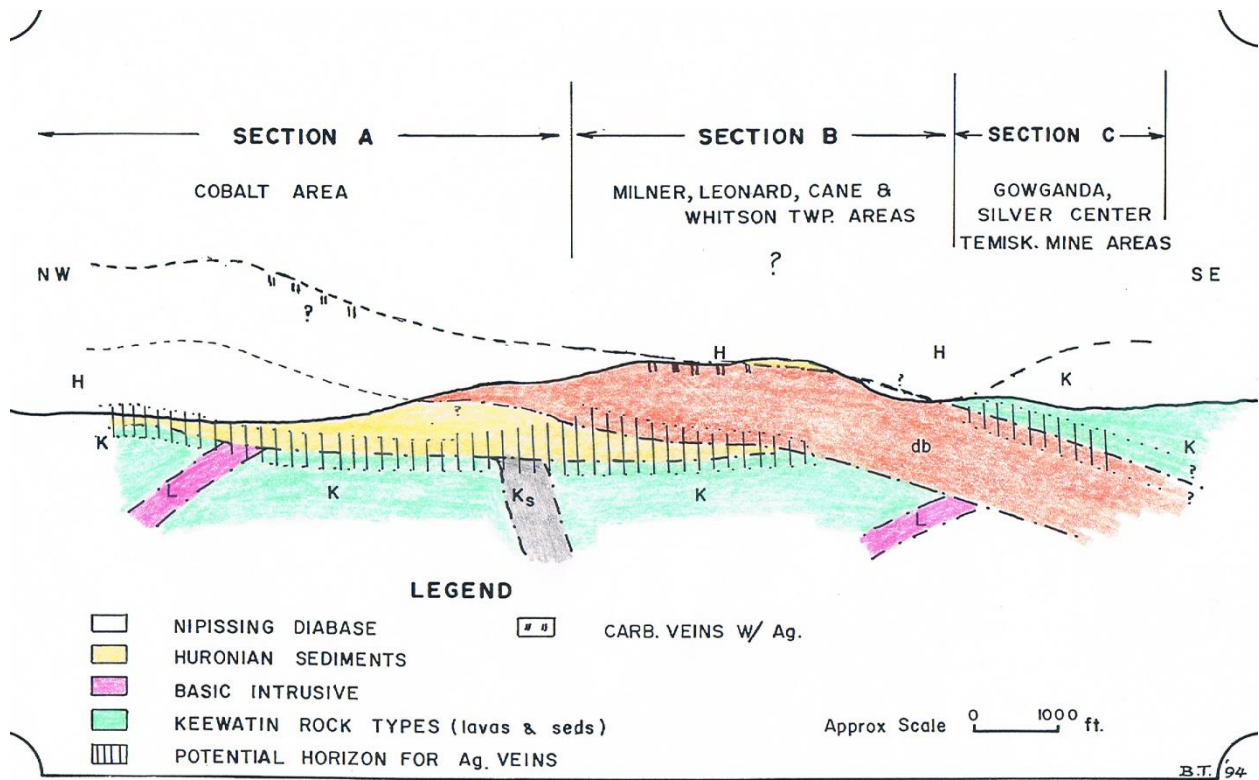 SECTION A
SECTION B
SECTION C
COBALT AREA
MILNER, LEONARD, CANE &
WHITSON TWP. AREAS
GOWGANDA,
SILVER CENTER
TEMISK. MINE AREAS
?
NW
SE
?
H
H
H
K
?
?
K
L
K
Ks
K
L
db
K
?
?
LEGEND
NIPISSING DIABASE
CARB. VEINS W/ Ag.
HURONIAN SEDIMENTS
BASIC INTRUSIVE
KEEWATIN ROCK TYPES (lavas & seds)
POTENTIAL HORIZON FOR Ag. VEINS
Approx Scale 0 1000 ft.
B.T. '94